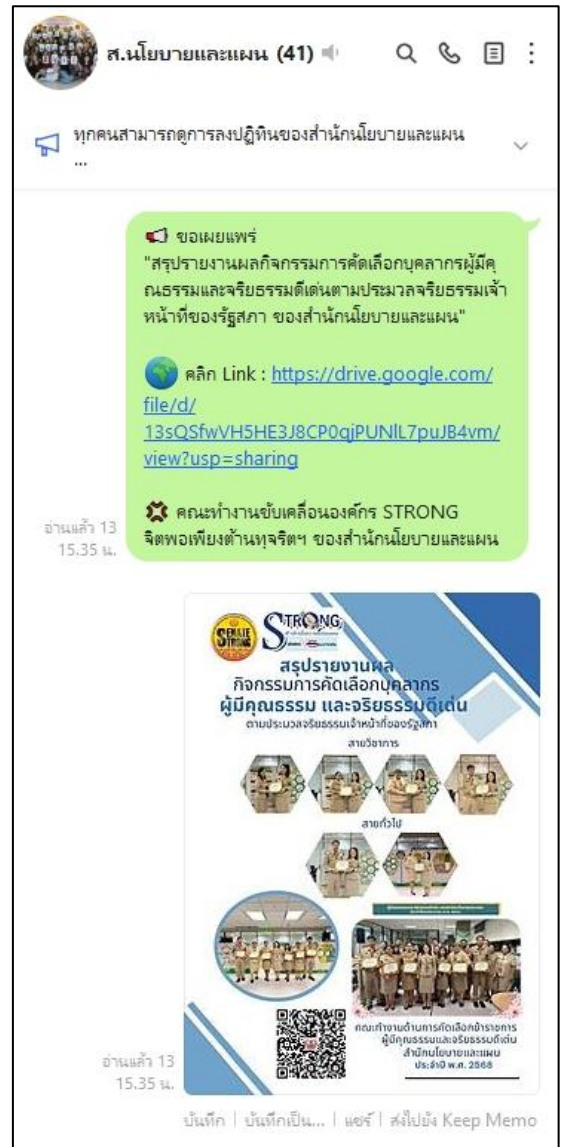 ส.นโยบายและแผน (41)
ทุกคนสามารถดูการลงปฏิทินของสำนักนโยบายและแผน
...
ขอเผยแพร่
"สรุปรายงานผลกิจกรรมการคัดเลือกบุคลากรผู้มีคุ
ณธรรมและจริยธรรมดีเด่นตามประมวลจริยธรรมเจ้า
หน้าที่ของรัฐสภา ของสำนักนโยบายและแผน"
คลิก Link : https://drive.google.com/
file/d/
13sQSfwVH5HE3J8CP0qjPUNlL7puJB4vm/
view?usp=sharing
คณะทำงานขับเคลื่อนองค์กร STRONG
จิตพอเพียงต้านทุจริตฯ ของสำนักนโยบายและแผน
อ่านแล้ว 13
15.35 น.
SENATE
STRONG
STRONG
สรุปรายงานผล
กิจกรรมการคัดเลือกบุคลากร
ผู้มีคุณธรรม และจริยธรรมดีเด่น
ตามประมวลจริยธรรมเจ้าหน้าที่ของรัฐสภา
สายวิชาการ
สายทั่วไป
คณะทำงานด้านการคัดเลือกข้าราชการ
ผู้มีคุณธรรมและจริยธรรมดีเด่น
สำนักนโยบายและแผน
ประจำปี พ.ศ. 2568
อ่านแล้ว 13
15.35 น.
บันทึก | บันทึกเป็น... | แชร์ | ส่งไปยัง Keep Memo